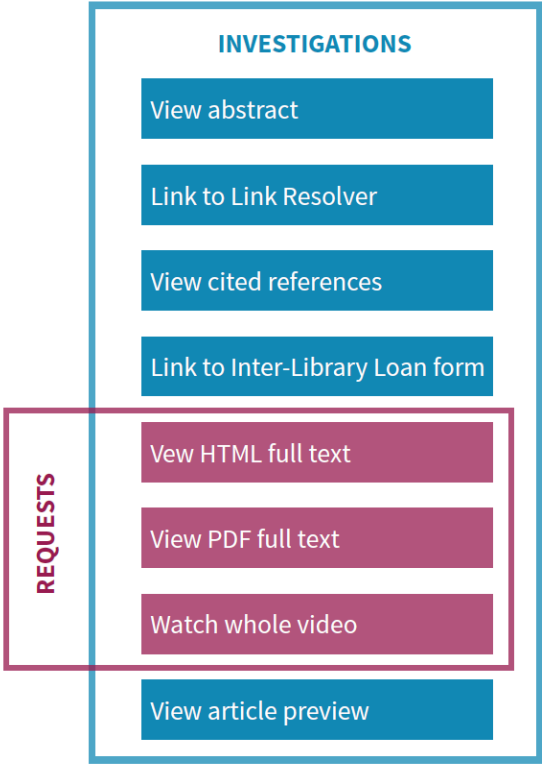 INVESTIGATIONS
View abstract
Link to Link Resolver
View cited references
Link to Inter-Library Loan form
REQUESTS
Vew HTML full text
View PDF full text
Watch whole video
View article preview